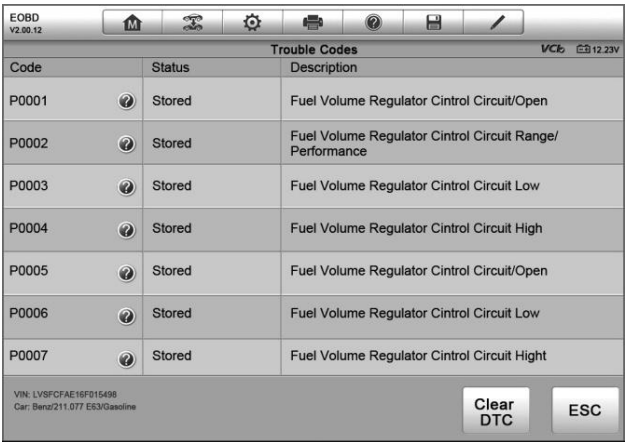 EOBD
V2.00.12
M
Trouble Codes VCI 12.23V
Code Status Description
P0001 ? Stored Fuel Volume Regulator Cintrol Circuit/Open
P0002 ? Stored Fuel Volume Regulator Cintrol Circuit Range/
Performance
P0003 ? Stored Fuel Volume Regulator Cintrol Circuit Low
P0004 ? Stored Fuel Volume Regulator Cintrol Circuit High
P0005 ? Stored Fuel Volume Regulator Cintrol Circuit/Open
P0006 ? Stored Fuel Volume Regulator Cintrol Circuit Low
P0007 ? Stored Fuel Volume Regulator Cintrol Circuit Hight
VIN: LVSFCFAE16F015498
Car: Benz/211.077 E63/Gasoline
Clear
DTC
ESC